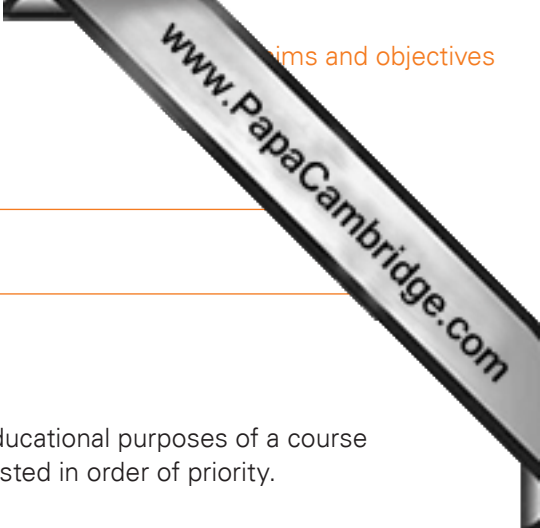 ims and objectives
www.PapaCambridge.com
ducational purposes of a course
sted in order of priority.